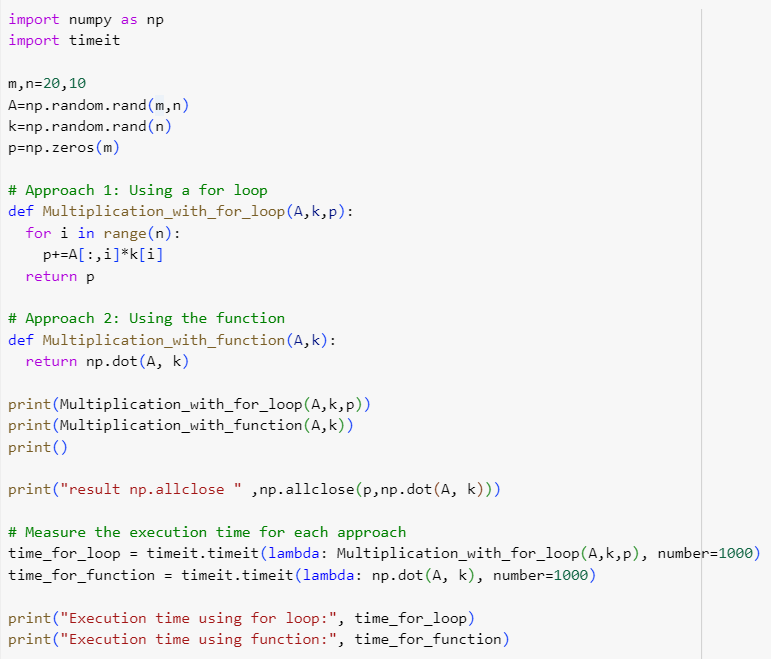 import numpy as np
import timeit
m,n=20,10
A=np.random.rand(m,n)
k=np.random.rand(n)
p=np.zeros(m)
# Approach 1: Using a for loop
def Multiplication_with_for_loop(A,k,p):
  for i in range(n):
    p+=A[:,i]*k[i]
  return p
# Approach 2: Using the function
def Multiplication_with_function(A,k):
  return np.dot(A, k)
print(Multiplication_with_for_loop(A,k,p))
print(Multiplication_with_function(A,k))
print()
print("result np.allclose " ,np.allclose(p,np.dot(A, k)))
# Measure the execution time for each approach
time_for_loop = timeit.timeit(lambda: Multiplication_with_for_loop(A,k,p), number=1000)
time_for_function = timeit.timeit(lambda: np.dot(A, k), number=1000)
print("Execution time using for loop:", time_for_loop)
print("Execution time using function:", time_for_function)